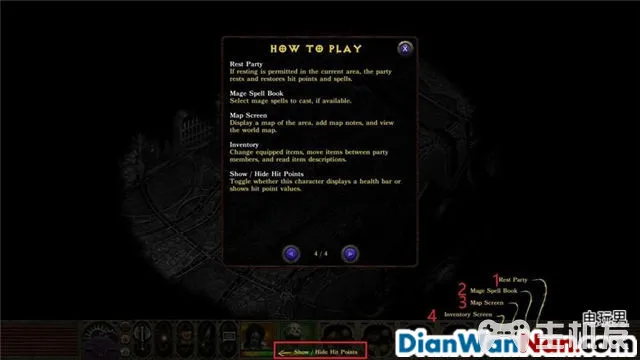 HOW TO PLAY
X
Rest Party
If resting is permitted in the current area, the party
rests and restores hit points and spells.
Mage Spell Book
Select mage spells to cast, if available.
Map Screen
Display a map of the area, add map notes, and view
the world map.
Inventory
Change equipped items, move items between party
members, and read item descriptions.
Show / Hide Hit Points
Toggle whether this character displays a health bar or
shows hit point values.
4 / 4
1 Rest Party
2 Mage Spell Book
3 Map Screen
4 Inventory Screen
Show / Hide Hit Points
电玩男
DianWanNan.com